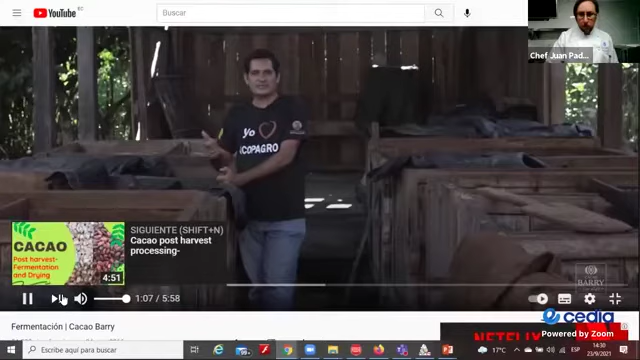 YouTube EC
Buscar
Chef Juan Pad...
Yo
ACOPAGRO
SIGUIENTE (SHIFT+N)
Cacao post harvest
processing-
CACAO
Post harvest-
Fermentation
and Drying
4:51
BARRY
1:07 / 5:58
Fermentación | Cacao Barry
cedia
Powered by Zoom
NETFLIX
Escribe aquí para buscar
17°C
ESP
14:30
23/9/2021